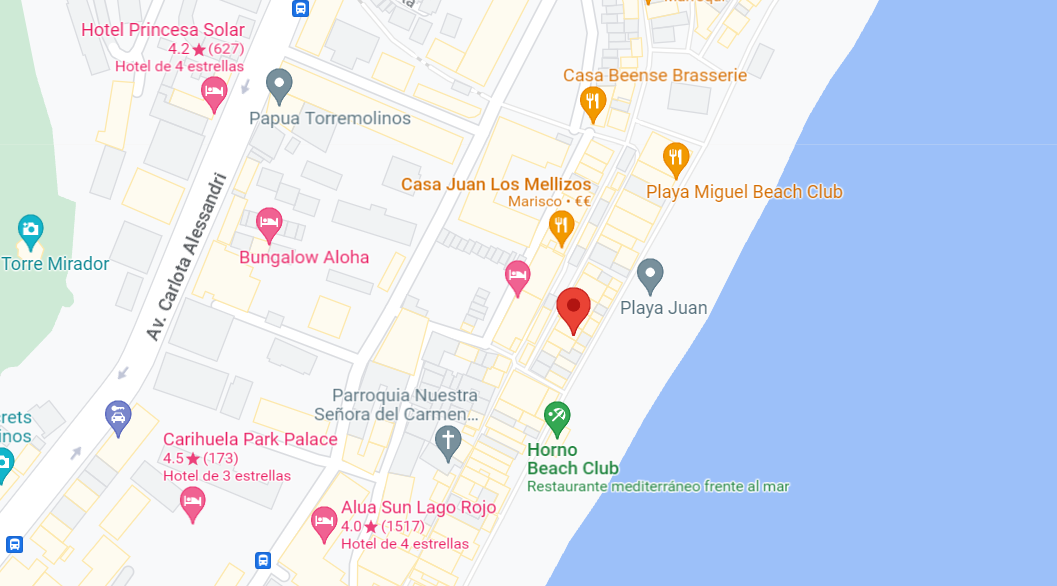 Hotel Princesa Solar
4.2★(627)
Hotel de 4 estrellas
Papua Torremolinos
Casa Beense Brasserie
Casa Juan Los Mellizos
Marisco • €€
Playa Miguel Beach Club
Torre Mirador
Bungalow Aloha
Av. Carlota Alessandri
Playa Juan
Parroquia Nuestra
Señora del Carmen...
Carihuela Park Palace
4.5★(173)
Hotel de 3 estrellas
Horno
Beach Club
Restaurante mediterráneo frente al mar
Alua Sun Lago Rojo
4.0★(1517)
Hotel de 4 estrellas
crets
inos